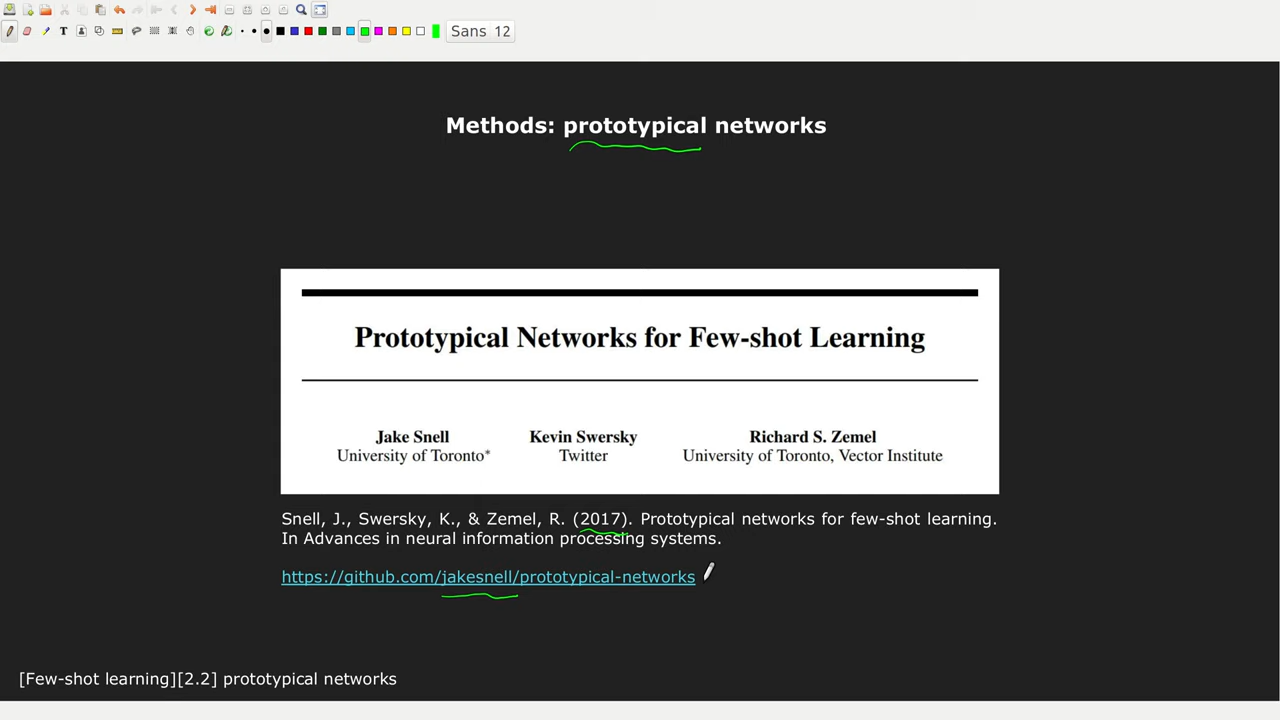 Sans 12
Methods: prototypical networks
Prototypical Networks for Few-shot Learning
Jake Snell Kevin Swersky Richard S. Zemel
University of Toronto* Twitter University of Toronto, Vector Institute
Snell, J., Swersky, K., & Zemel, R. (2017). Prototypical networks for few-shot learning.
In Advances in neural information processing systems.
https://github.com/jakesnell/prototypical-networks
[Few-shot learning][2.2] prototypical networks